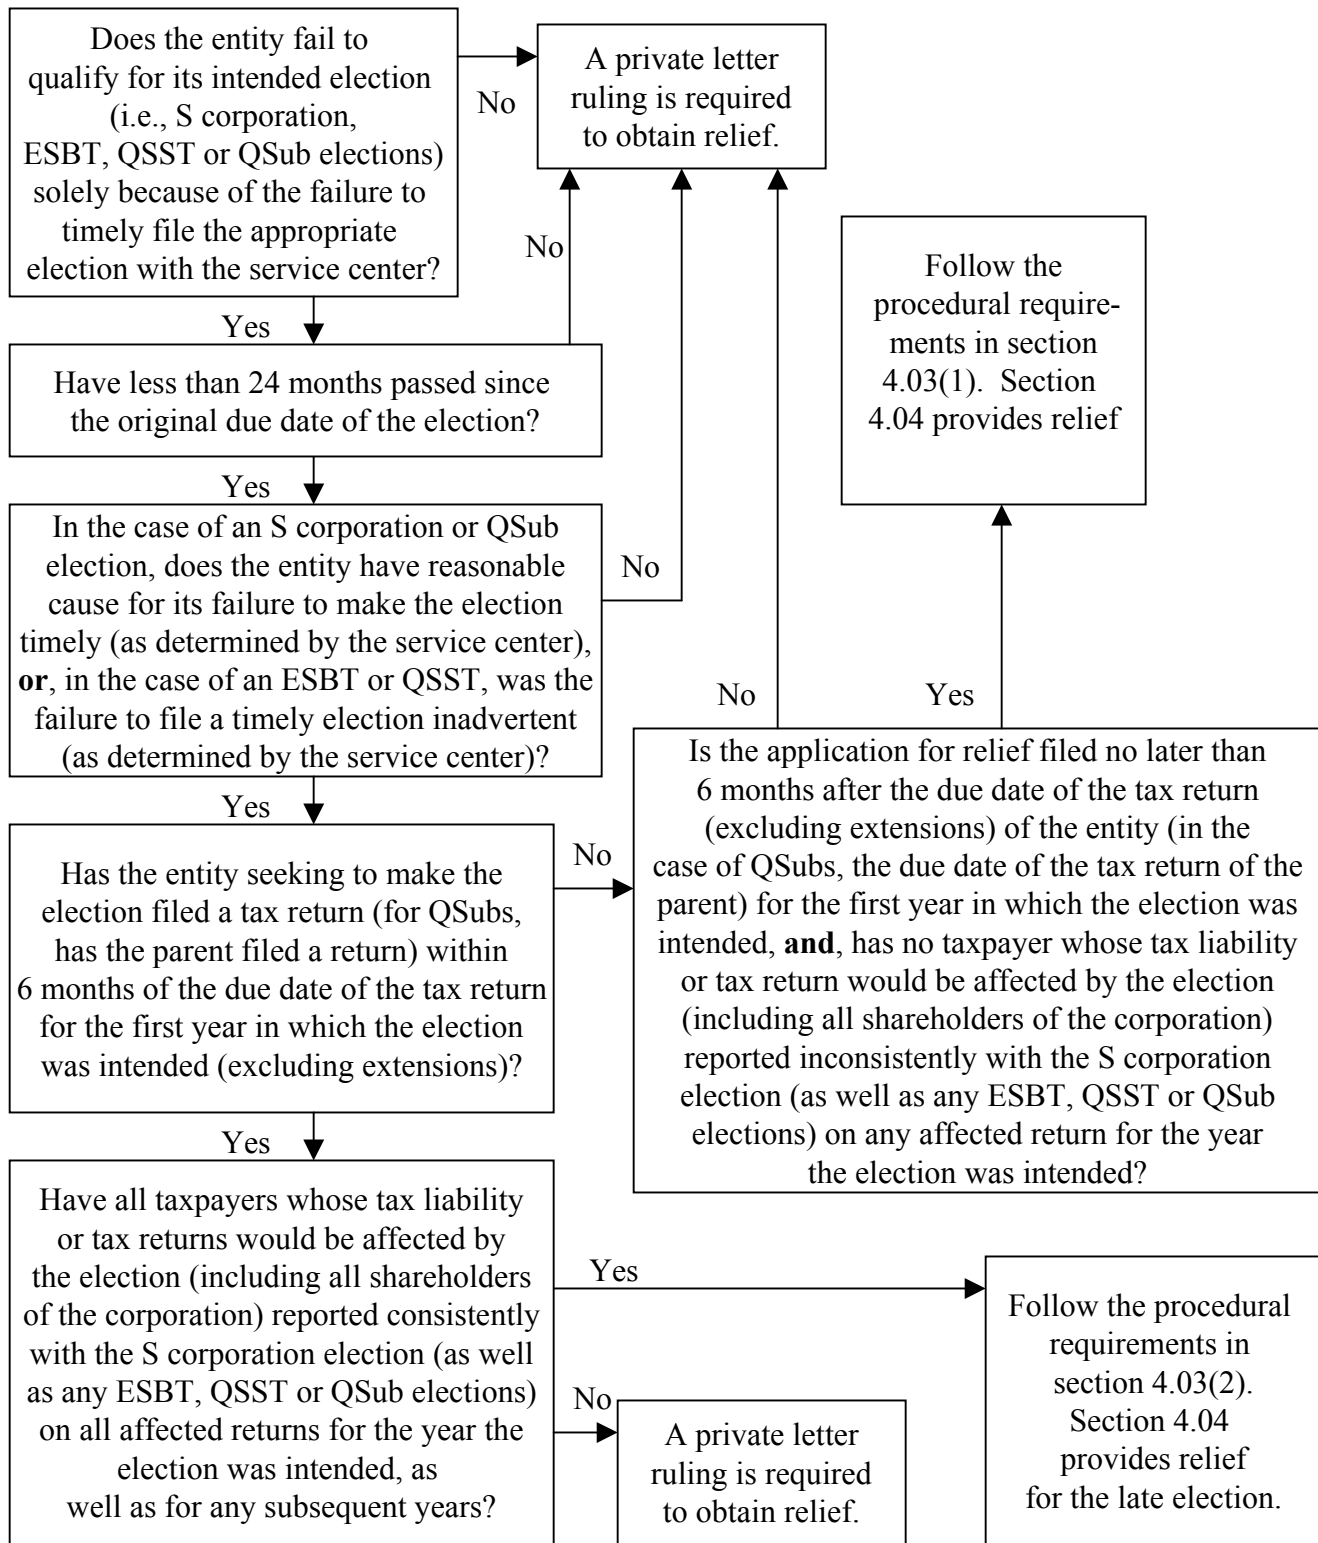 Does the entity fail to
qualify for its intended election
(i.e., S corporation,
ESBT, QSST or QSub elections)
solely because of the failure to
timely file the appropriate
election with the service center?
No
A private letter
ruling is required
to obtain relief.
No
Follow the
procedural require-
ments in section
4.03(1).  Section
4.04 provides relief
Yes
Have less than 24 months passed since
the original due date of the election?
Yes
In the case of an S corporation or QSub
election, does the entity have reasonable
cause for its failure to make the election
timely (as determined by the service center),
or, in the case of an ESBT or QSST, was the
failure to file a timely election inadvertent
(as determined by the service center)?
No
No
Yes
Yes
Has the entity seeking to make the
election filed a tax return (for QSubs,
has the parent filed a return) within
6 months of the due date of the tax return
for the first year in which the election
was intended (excluding extensions)?
No
Is the application for relief filed no later than
6 months after the due date of the tax return
(excluding extensions) of the entity (in the
case of QSubs, the due date of the tax return of the
parent) for the first year in which the election was
intended, and, has no taxpayer whose tax liability
or tax return would be affected by the election
(including all shareholders of the corporation)
reported inconsistently with the S corporation
election (as well as any ESBT, QSST or QSub
elections) on any affected return for the year
the election was intended?
Yes
Have all taxpayers whose tax liability
or tax returns would be affected by
the election (including all shareholders
of the corporation) reported consistently
with the S corporation election (as well
as any ESBT, QSST or QSub elections)
on all affected returns for the year the
election was intended, as
well as for any subsequent years?
Yes
No
A private letter
ruling is required
to obtain relief.
Follow the procedural
requirements in
section 4.03(2).
Section 4.04
provides relief
for the late election.